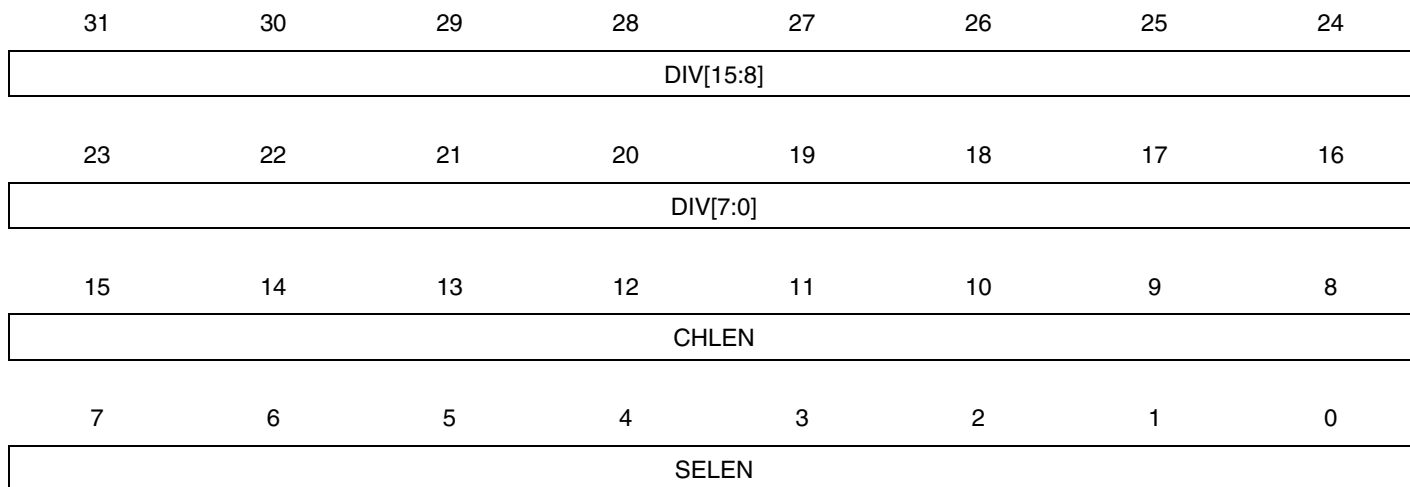 31 30 29 28 27 26 25 24
DIV[15:8]
23 22 21 20 19 18 17 16
DIV[7:0]
15 14 13 12 11 10 9 8
CHLEN
7 6 5 4 3 2 1 0
SELEN